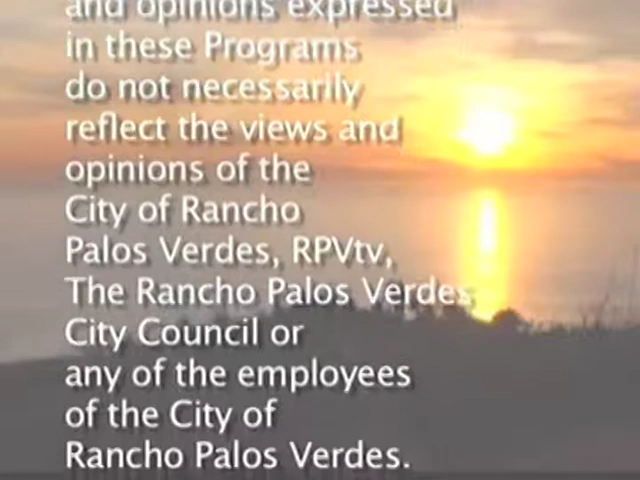 and opinions expressed
in these Programs
do not necessarily
reflect the views and
opinions of the
City of Rancho
Palos Verdes, RPVtv,
The Rancho Palos Verdes
City Council or
any of the employees
of the City of
Rancho Palos Verdes.